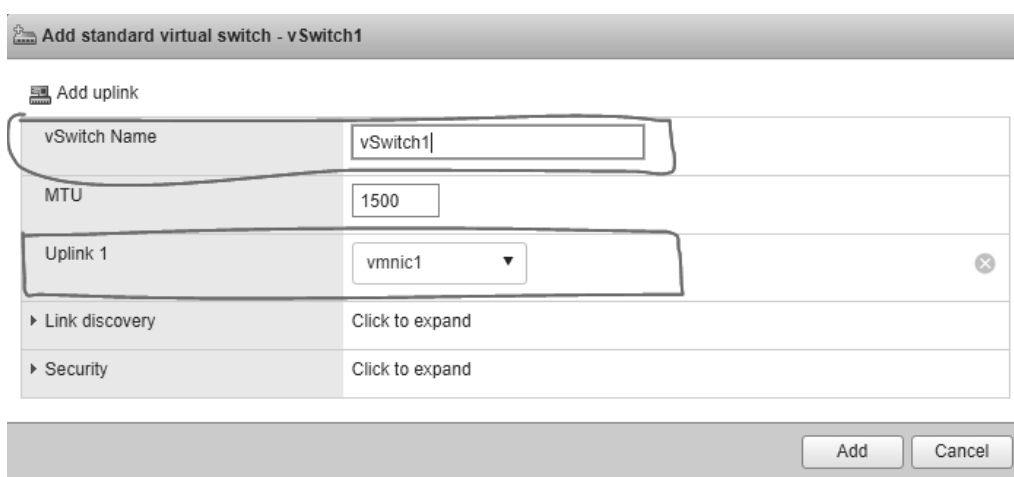 Add standard virtual switch - vSwitch1
Add uplink
vSwitch Name vSwitch1
MTU 1500
Uplink 1 vmnic1
Link discovery Click to expand
Security Click to expand
Add Cancel